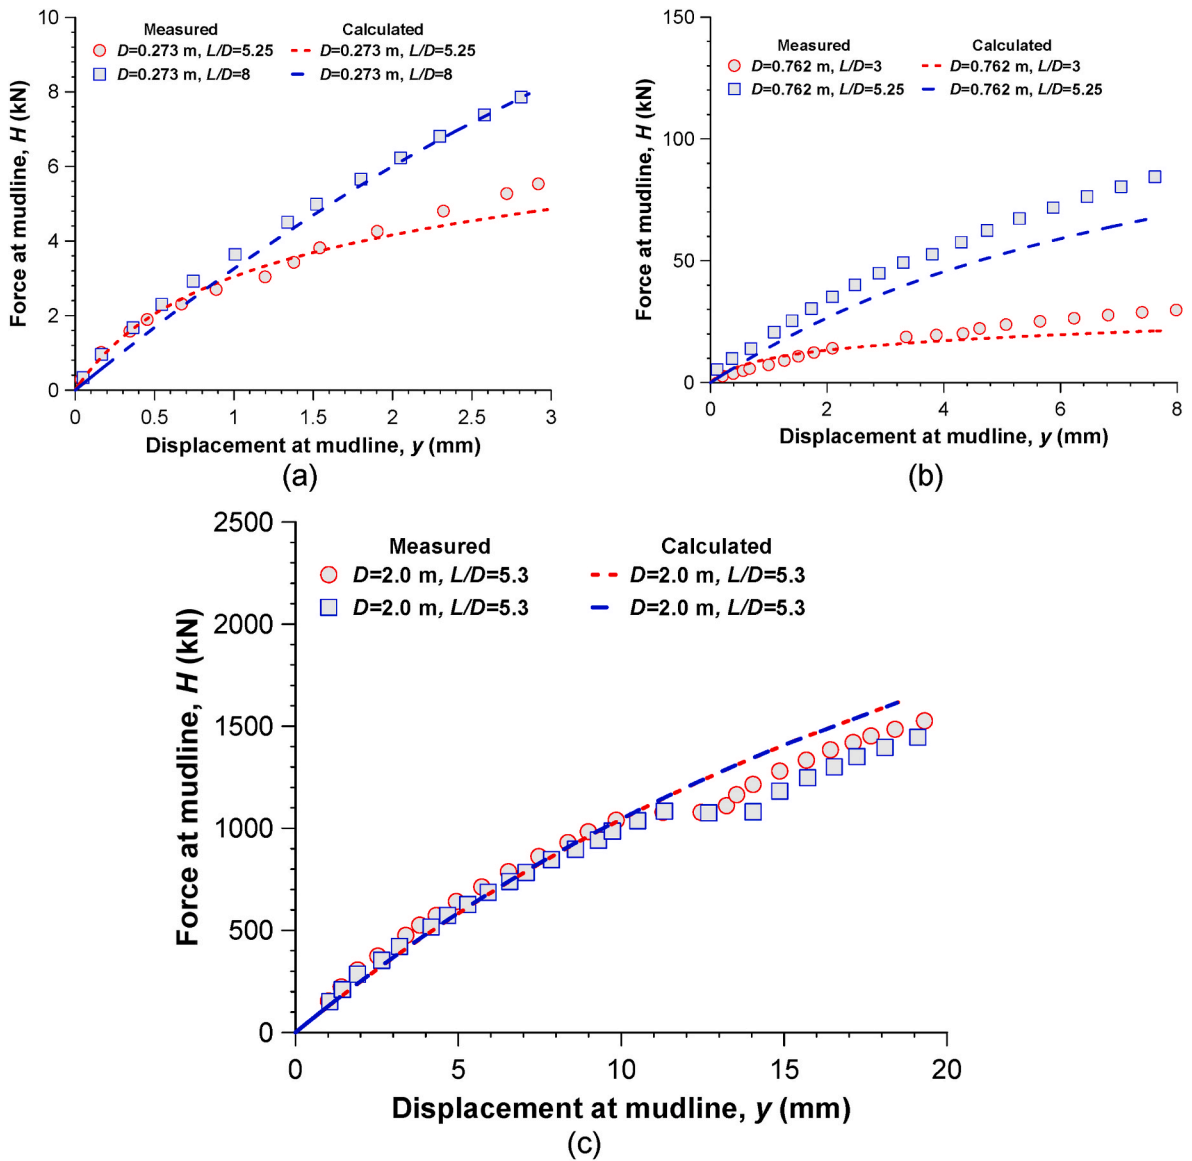 10
8
6
4
2
0
Force at mudline, H (kN)
Measured Calculated
D=0.273 m, L/D=5.25 D=0.273 m, L/D=5.25
D=0.273 m, L/D=8 D=0.273 m, L/D=8
0 0.5 1 1.5 2 2.5 3
Displacement at mudline, y (mm)
(a)
150
100
50
0
Force at mudline, H (kN)
Measured Calculated
D=0.762 m, L/D=3 D=0.762 m, L/D=3
D=0.762 m, L/D=5.25 D=0.762 m, L/D=5.25
0 2 4 6 8
Displacement at mudline, y (mm)
(b)
2500
2000
1500
1000
500
0
Force at mudline, H (kN)
Measured Calculated
D=2.0 m, L/D=5.3 D=2.0 m, L/D=5.3
D=2.0 m, L/D=5.3 D=2.0 m, L/D=5.3
0 5 10 15 20
Displacement at mudline, y (mm)
(c)